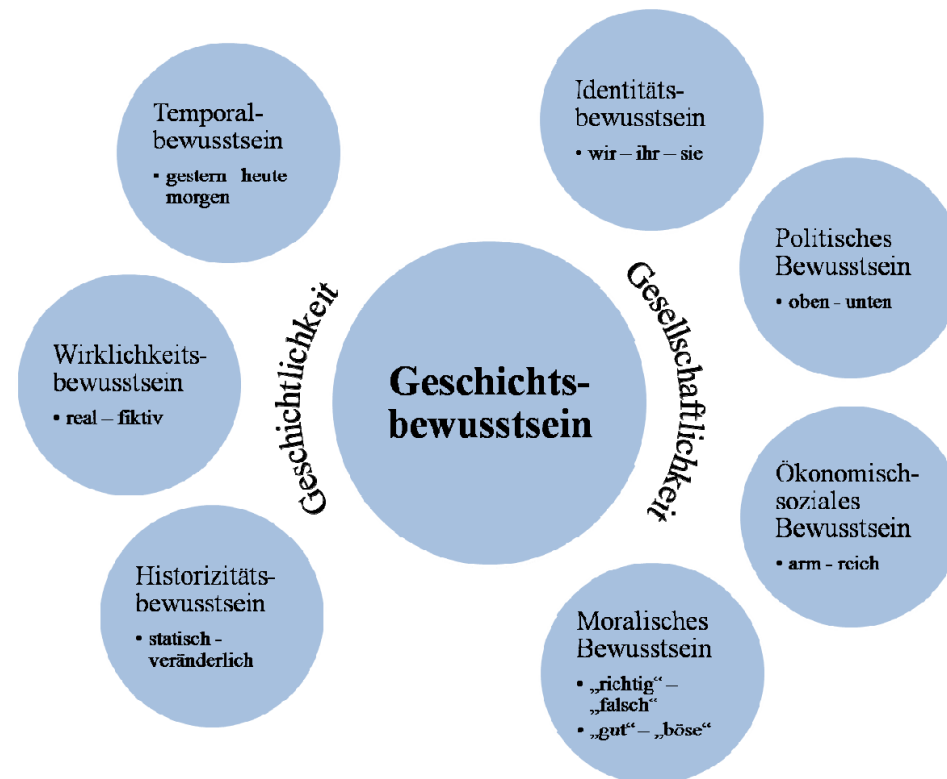 Temporal-
bewusstsein
• gestern heute
morgen
Wirklichkeits-
bewusstsein
• real – fiktiv
Historizitäts-
bewusstsein
• statisch -
veränderlich
Geschichtlichkeit
Geschichts-
bewusstsein
Gesellschaftlichkeit
Identitäts-
bewusstsein
• wir – ihr – sie
Politisches
Bewusstsein
• oben - unten
Ökonomisch-
soziales
Bewusstsein
• arm - reich
Moralisches
Bewusstsein
• „richtig“ –
„falsch“
• „gut“ – „böse“